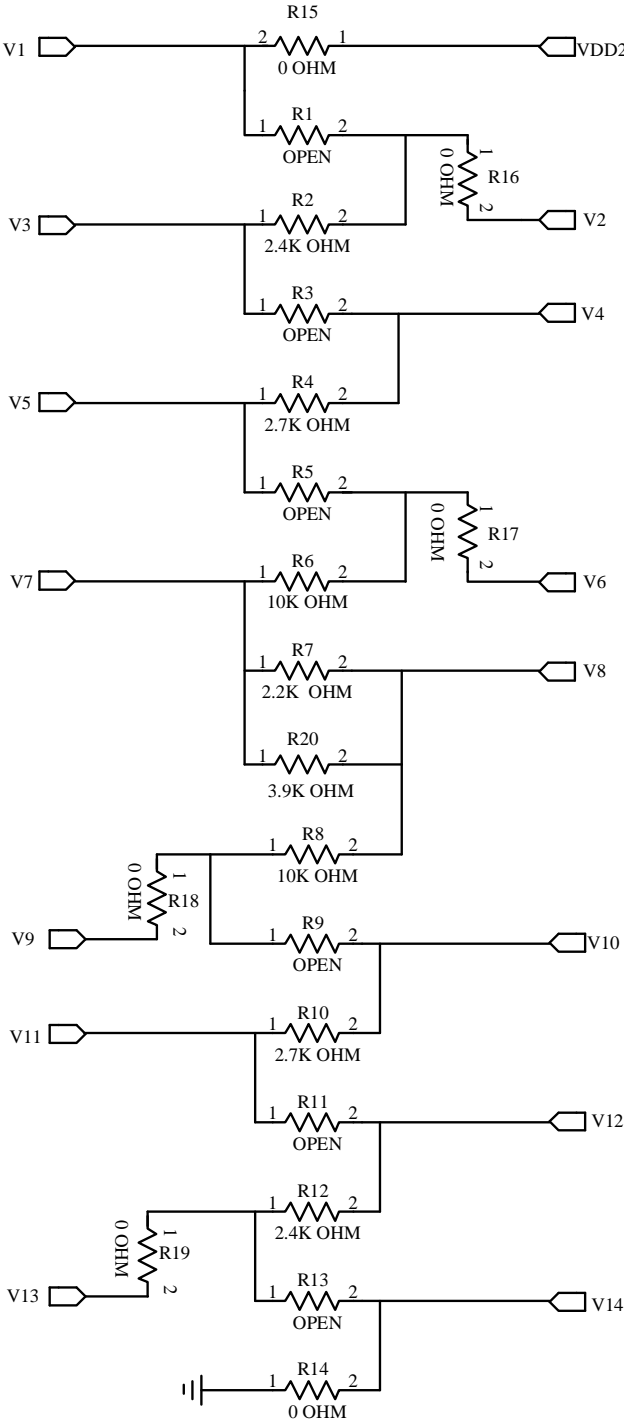 R15
V1 2 1 VDD2
0 OHM
R1
1 2
OPEN
1
0 OHM R16
2
R2
V3 1 2 V2
2.4K OHM
R3
1 2 V4
OPEN
R4
V5 1 2
2.7K OHM
R5
1 2
OPEN
1
0 OHM R17
2
R6
V7 1 2 V6
10K OHM
R7
1 2 V8
2.2K OHM
R20
1 2
3.9K OHM
R8
1 2
10K OHM
1
0 OHM R18
2
R9
V9 1 2 V10
OPEN
R10
V11 1 2
2.7K OHM
R11
1 2 V12
OPEN
R12
1 2
2.4K OHM
1
0 OHM R19
2
R13
V13 1 2 V14
OPEN
R14
1 2
0 OHM